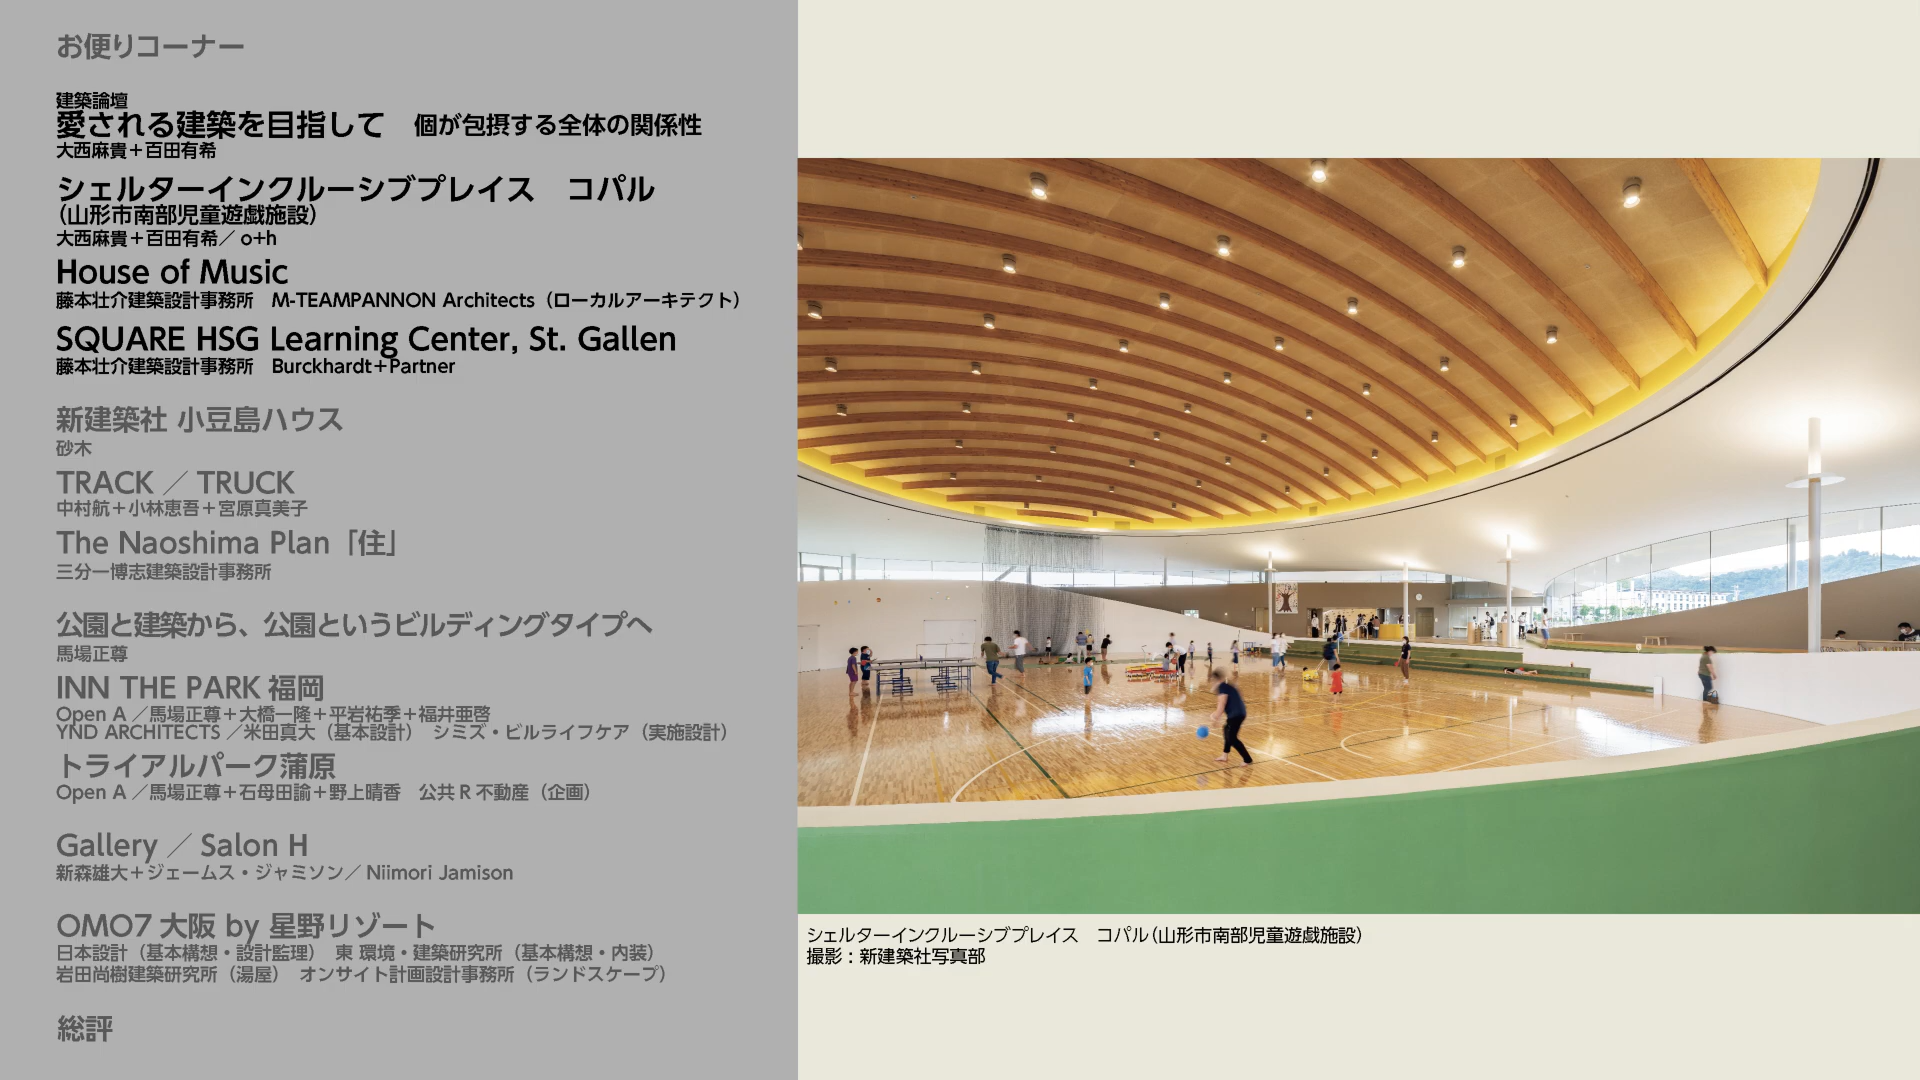 お便りコーナー
建築論壇
愛される建築を目指して　個が包摂する全体の関係性
大西麻貴＋百田有希
シェルターインクルーシブプレイス　コパル
（山形市南部児童遊戯施設）
大西麻貴＋百田有希／o+h
House of Music
藤本壮介建築設計事務所　M-TEAMPANNON Architects（ローカルアーキテクト）
SQUARE HSG Learning Center, St. Gallen
藤本壮介建築設計事務所　Burckhardt＋Partner
新建築社 小豆島ハウス
砂木
TRACK ／ TRUCK
中村航＋小林恵吾＋宮原真美子
The Naoshima Plan「住」
三分一博志建築設計事務所
公園と建築から、公園というビルディングタイプへ
馬場正尊
INN THE PARK 福岡
Open A ／馬場正尊＋大橋一隆＋平岩祐季＋福井亜啓
YND ARCHITECTS ／米田真大（基本設計）　シミズ・ビルライフケア（実施設計）
トライアルパーク蒲原
Open A ／馬場正尊＋石母田諭＋野上晴香　公共 R 不動産（企画）
Gallery ／ Salon H
新森雄大＋ジェームス・ジャミソン／ Niimori Jamison
OMO7 大阪 by 星野リゾート
日本設計（基本構想・設計監理）　東 環境・建築研究所（基本構想・内装）
岩田尚樹建築研究所（湯屋）　オンサイト計画設計事務所（ランドスケープ）
総評
シェルターインクルーシブプレイス　コパル（山形市南部児童遊戯施設）
撮影：新建築社写真部